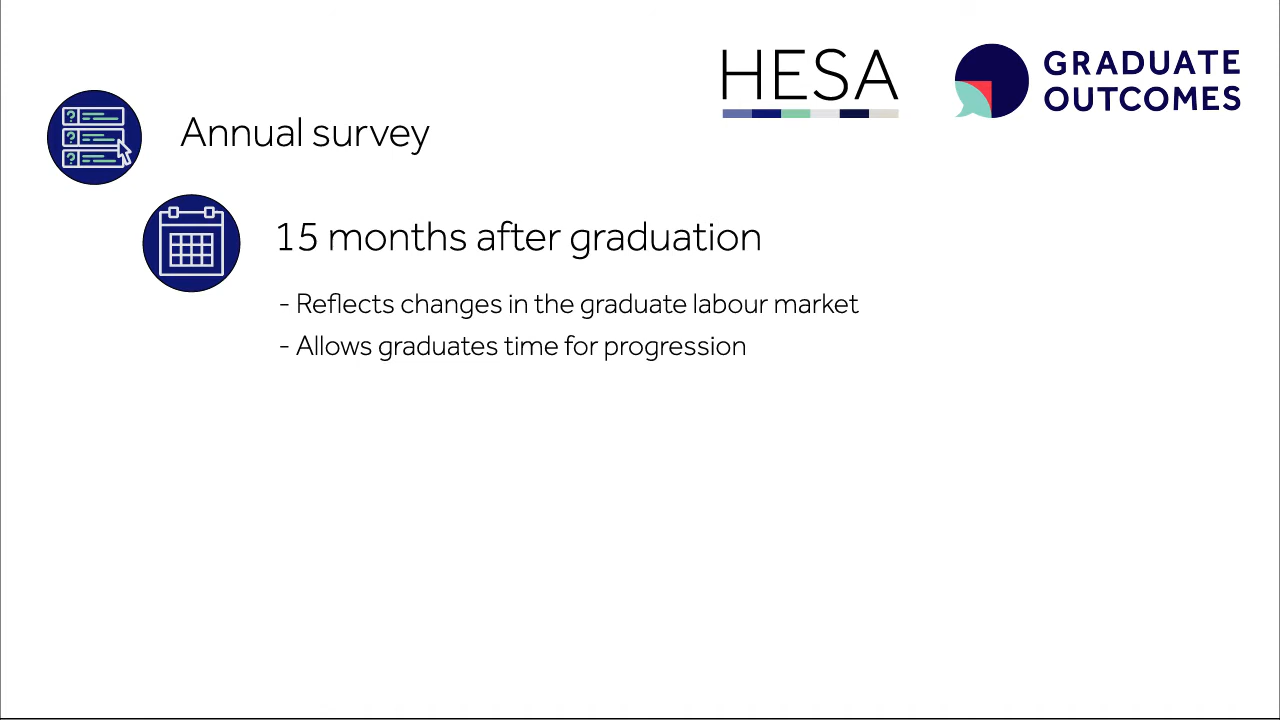 HESA
GRADUATE
OUTCOMES
Annual survey
15 months after graduation
- Reflects changes in the graduate labour market
- Allows graduates time for progression